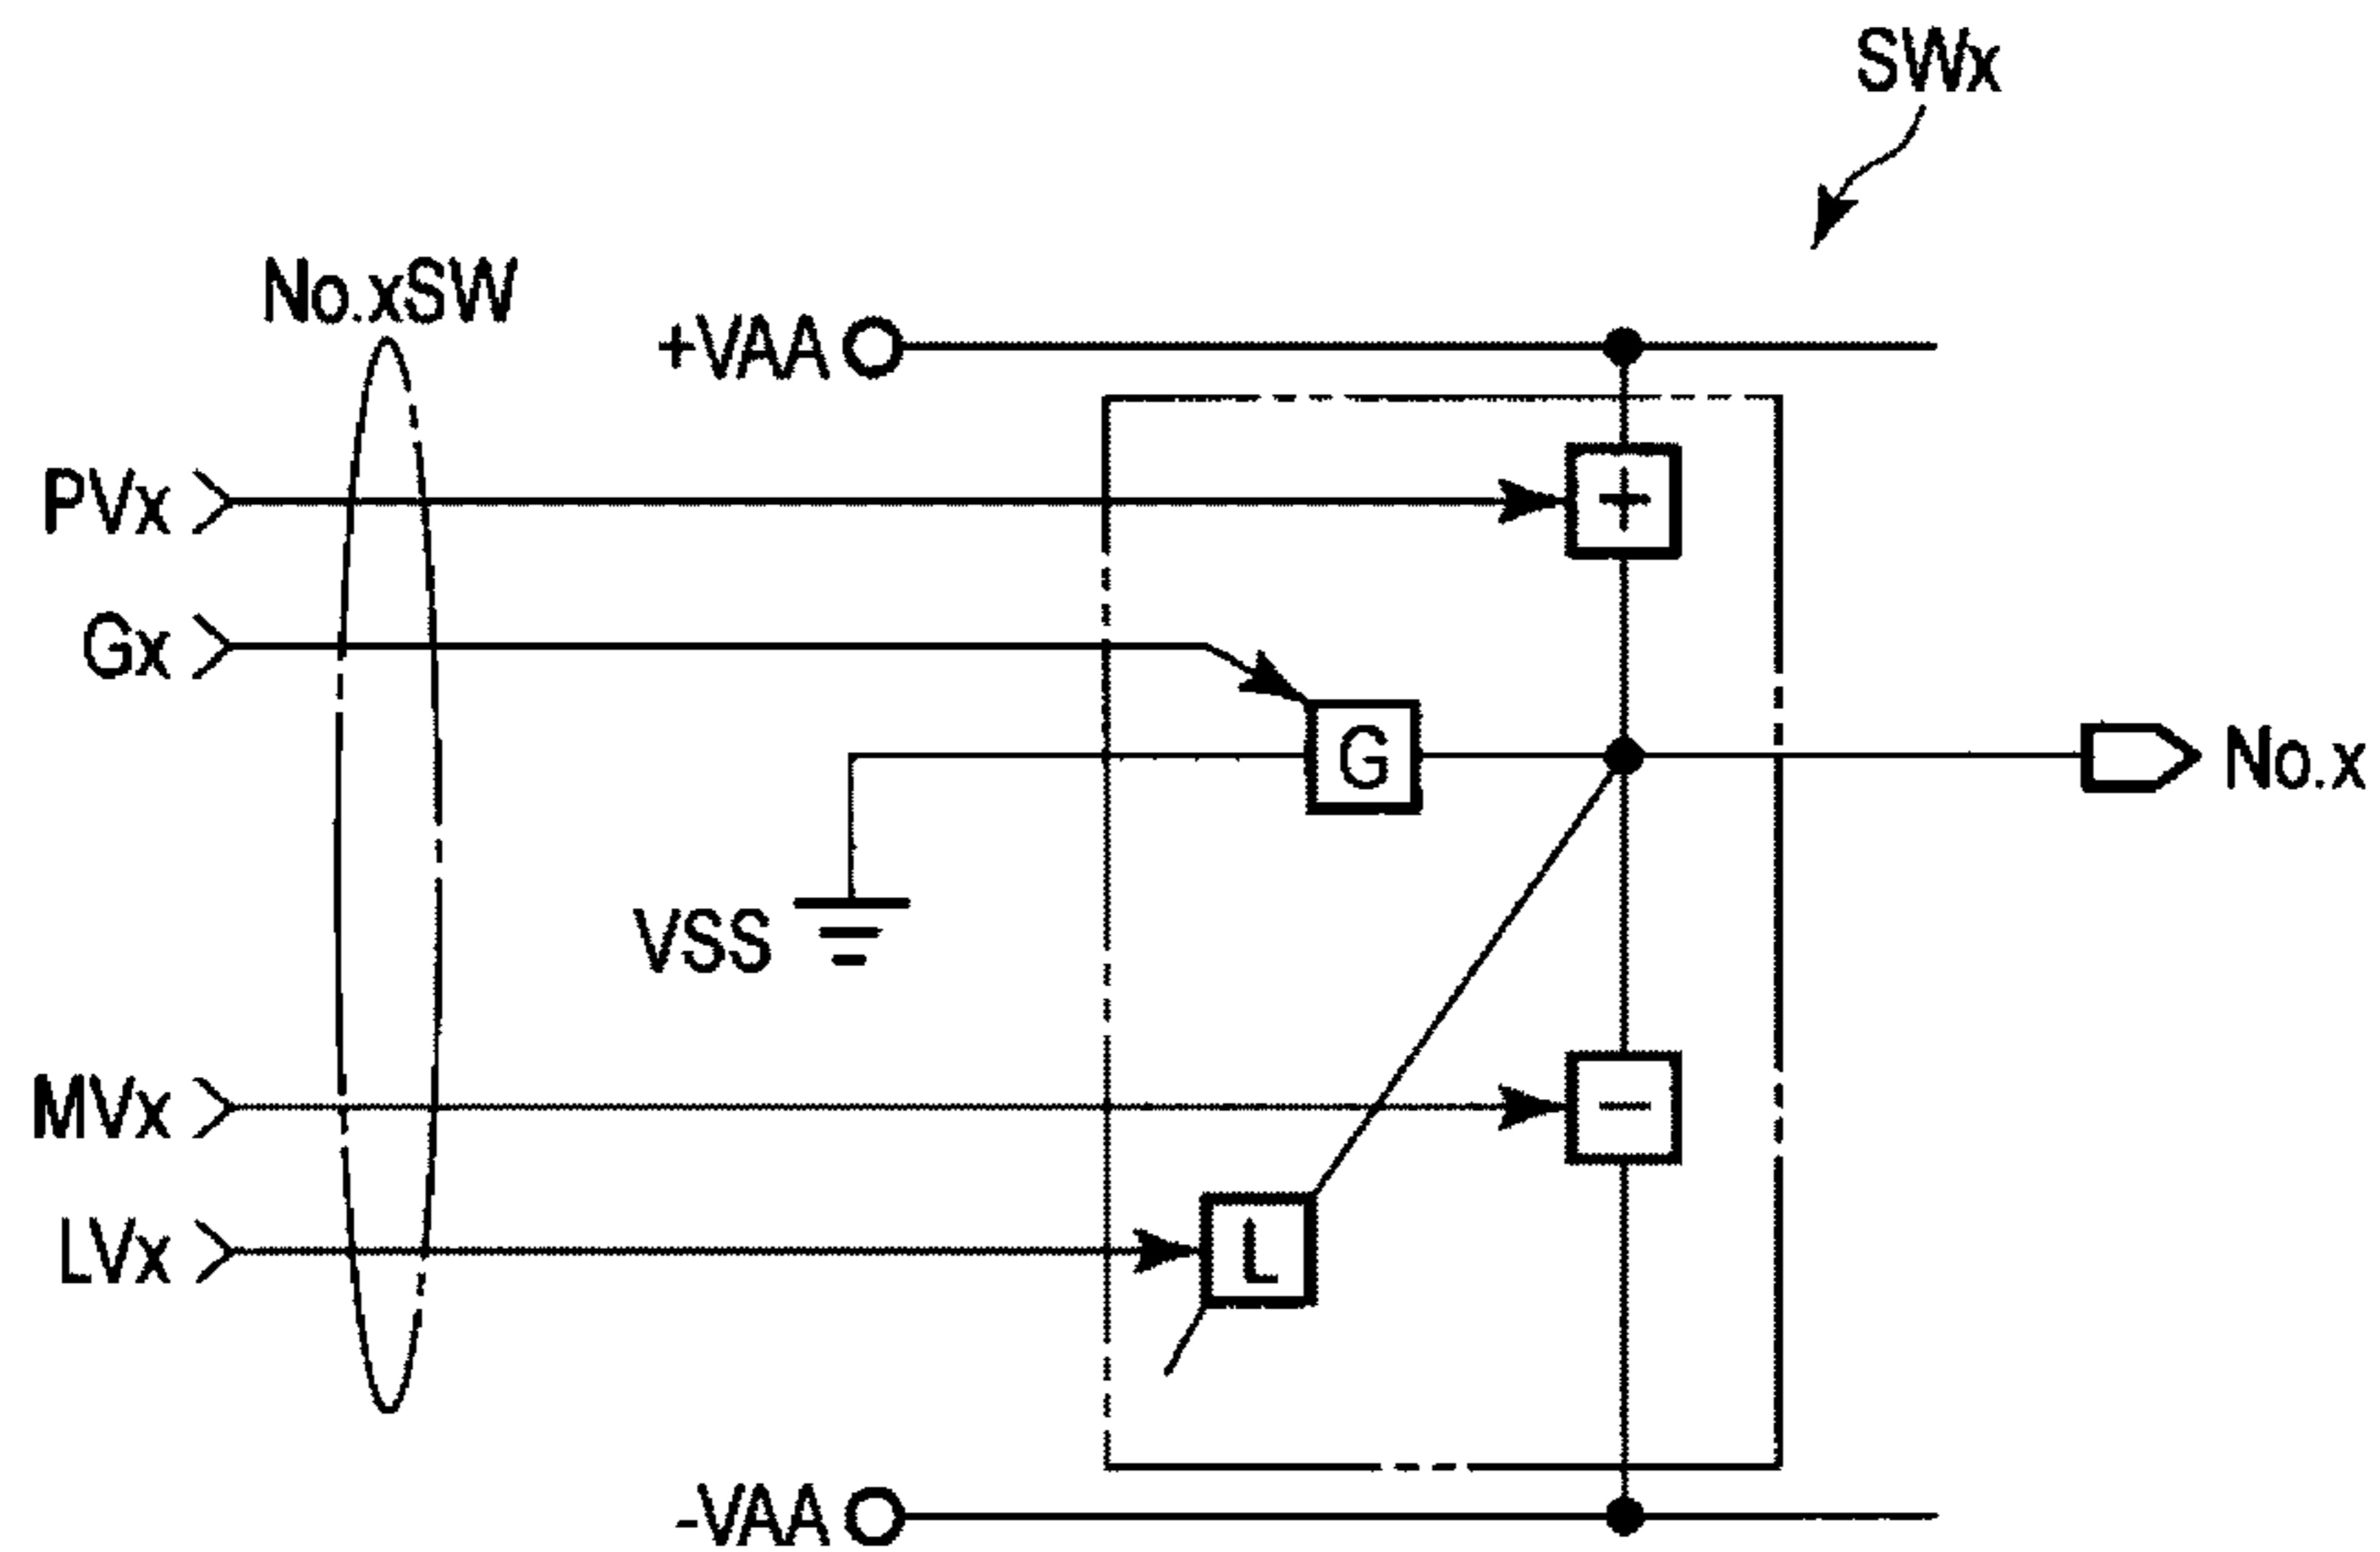 SWx
No.xSW
+VAA
PVx
+
Gx
G
No.x
VSS
MVx
−
LVx
L
-VAA